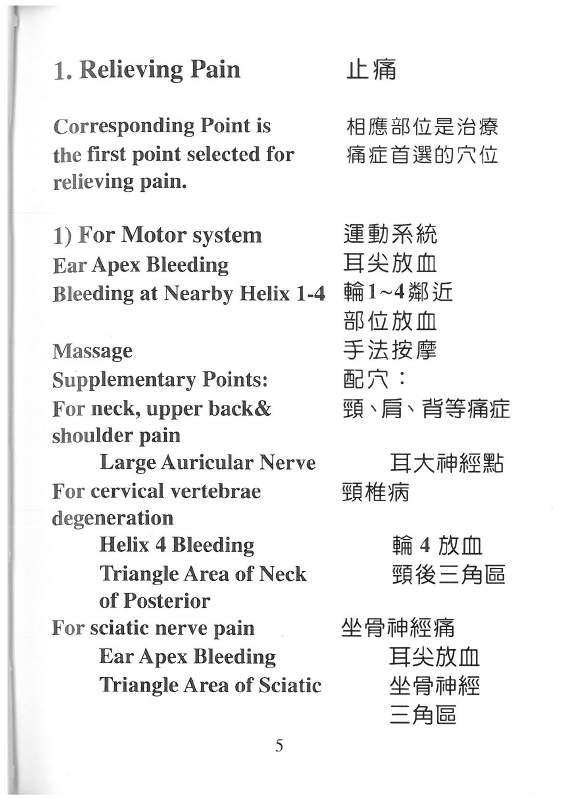 1. Relieving Pain 止痛
Corresponding Point is 相應部位是治療
the first point selected for 痛症首選的穴位
relieving pain.
1) For Motor system 運動系統
Ear Apex Bleeding 耳尖放血
Bleeding at Nearby Helix 1-4 輪1~4鄰近
部位放血
Massage 手法按摩
Supplementary Points: 配穴：
For neck, upper back& 頸、肩、背等痛症
shoulder pain
Large Auricular Nerve 耳大神經點
For cervical vertebrae 頸椎病
degeneration
Helix 4 Bleeding 輪 4 放血
Triangle Area of Neck 頸後三角區
of Posterior
For sciatic nerve pain 坐骨神經痛
Ear Apex Bleeding 耳尖放血
Triangle Area of Sciatic 坐骨神經
三角區
5